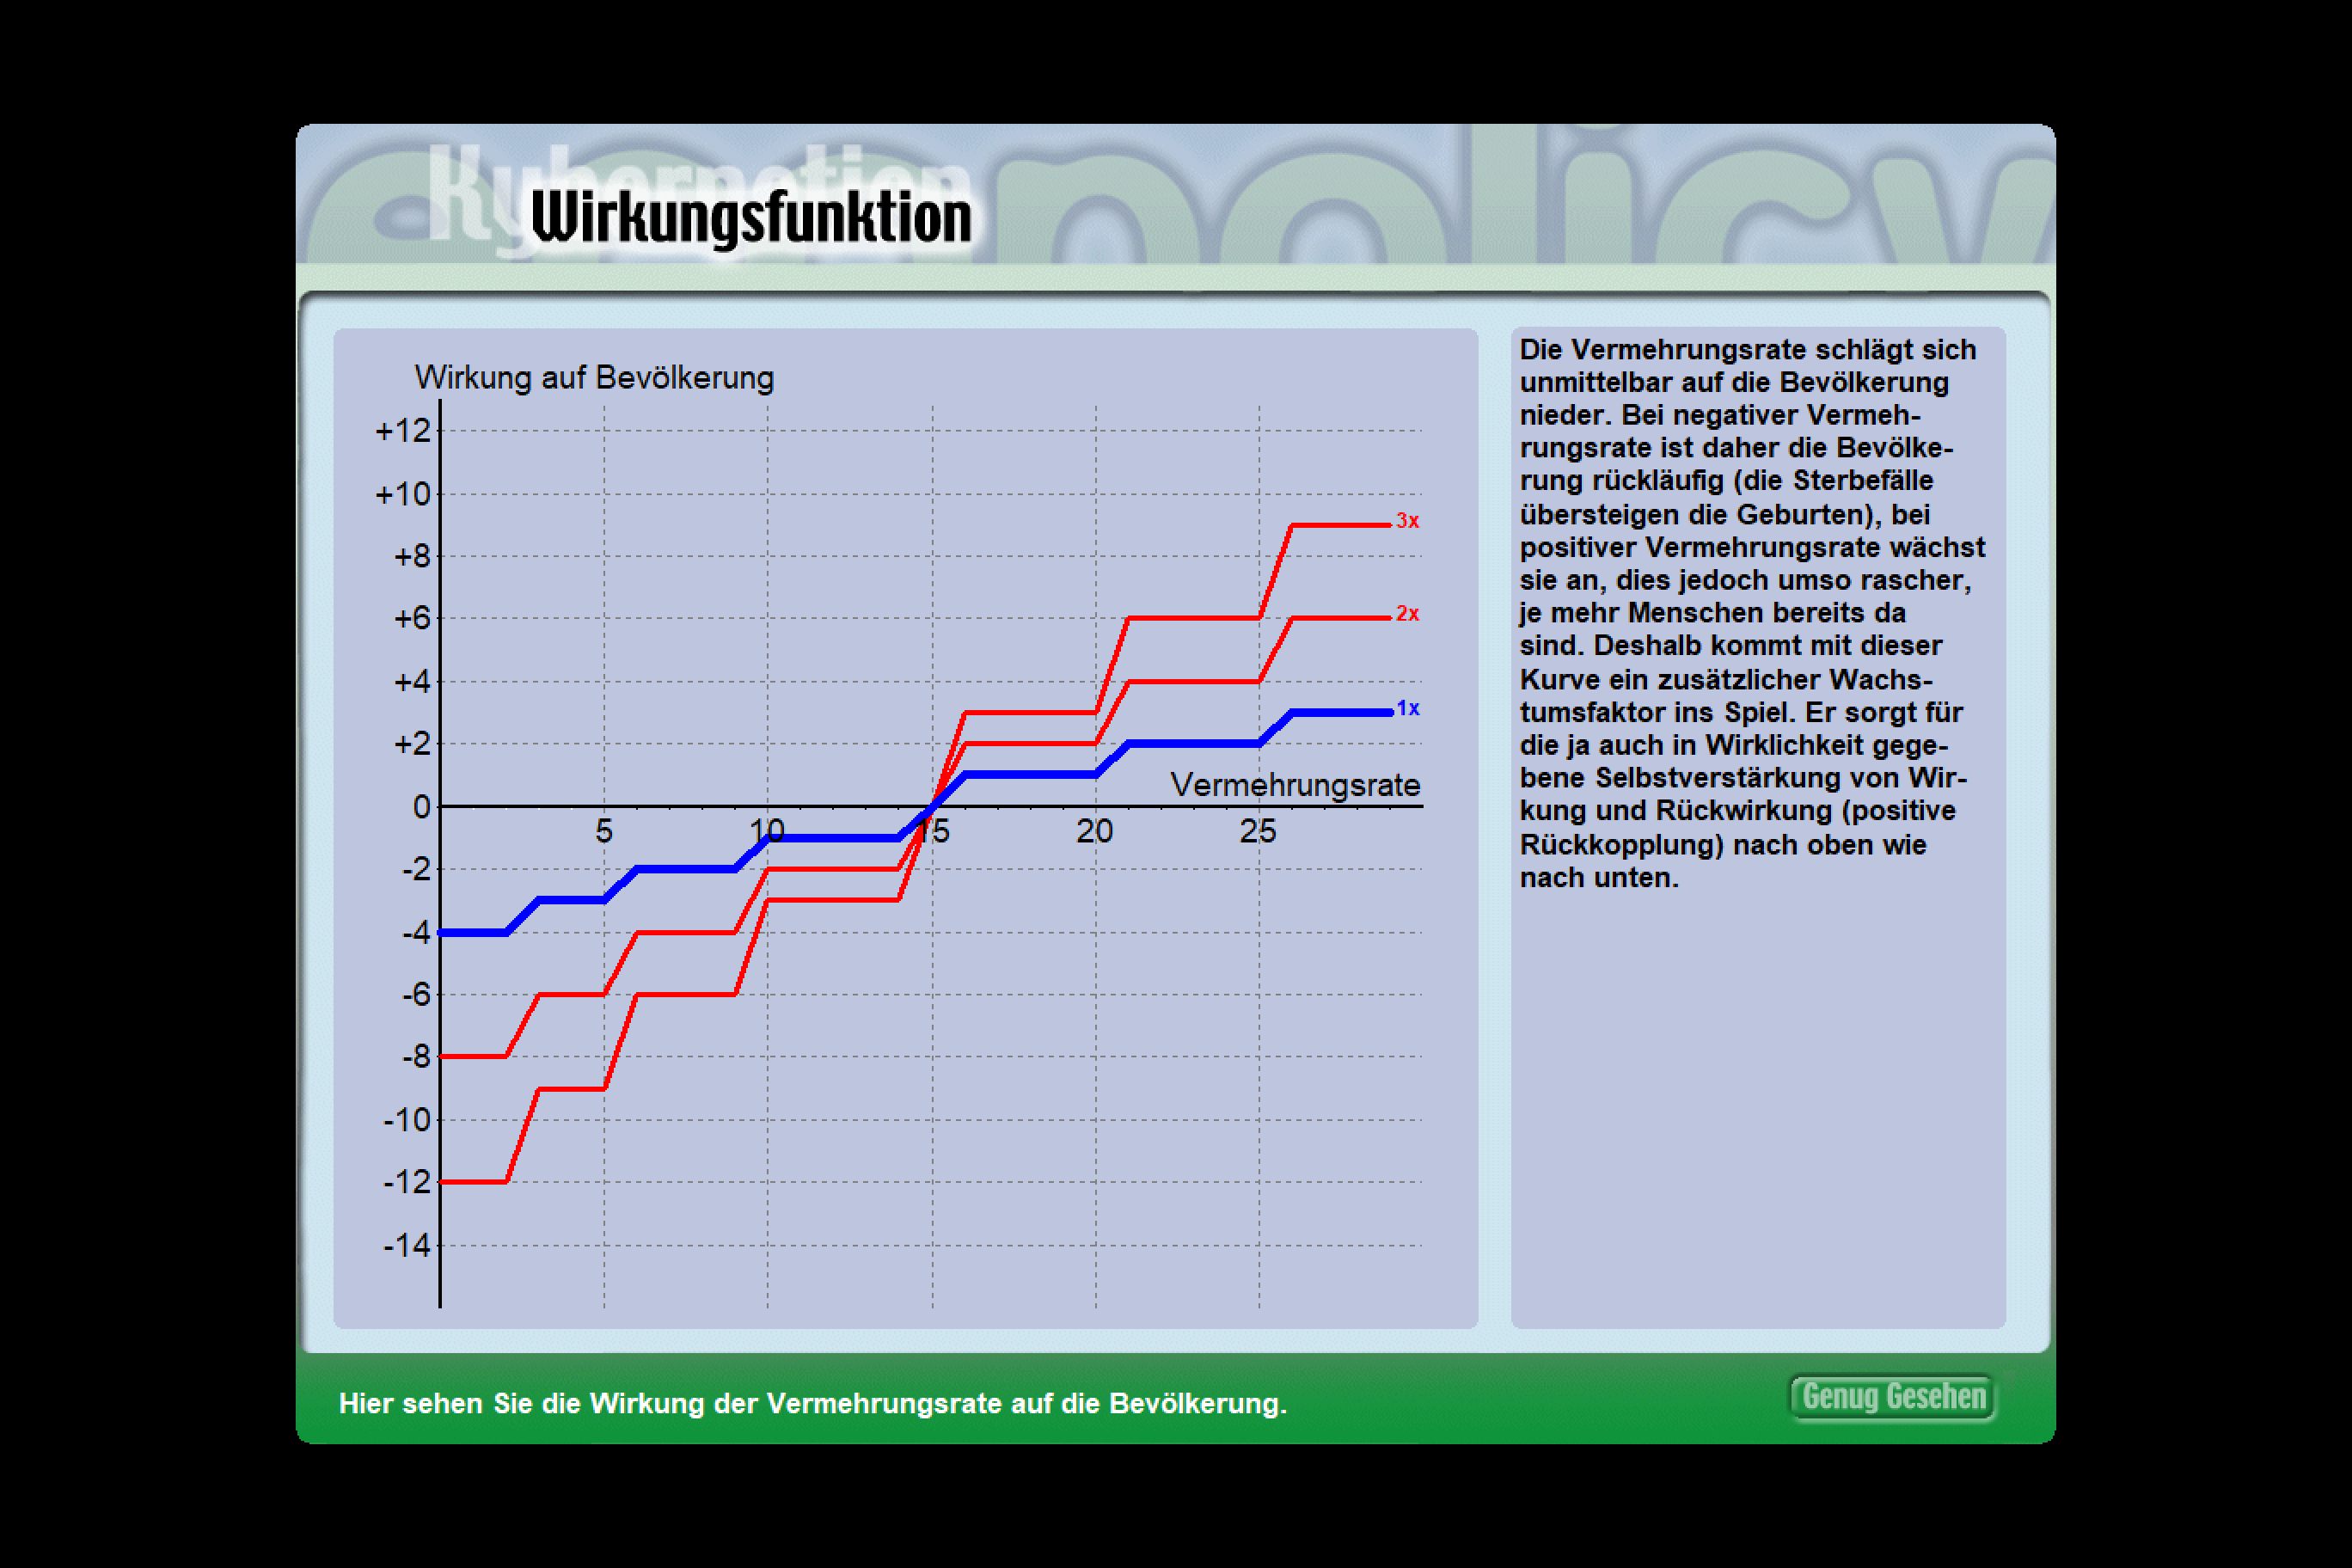 Kybernetien
Wirkungsfunktion
Wirkung auf Bevölkerung
+12
+10
+8
+6
+4
+2
0
-2
-4
-6
-8
-10
-12
-14
3x
2x
1x
Vermehrungsrate
5 10 15 20 25
Die Vermehrungsrate schlägt sich
unmittelbar auf die Bevölkerung
nieder. Bei negativer Vermeh-
rungsrate ist daher die Bevölke-
rung rückläufig (die Sterbefälle
übersteigen die Geburten), bei
positiver Vermehrungsrate wächst
sie an, dies jedoch umso rascher,
je mehr Menschen bereits da
sind. Deshalb kommt mit dieser
Kurve ein zusätzlicher Wachs-
tumsfaktor ins Spiel. Er sorgt für
die ja auch in Wirklichkeit gege-
bene Selbstverstärkung von Wir-
kung und Rückwirkung (positive
Rückkopplung) nach oben wie
nach unten.
Hier sehen Sie die Wirkung der Vermehrungsrate auf die Bevölkerung.
Genug Gesehen